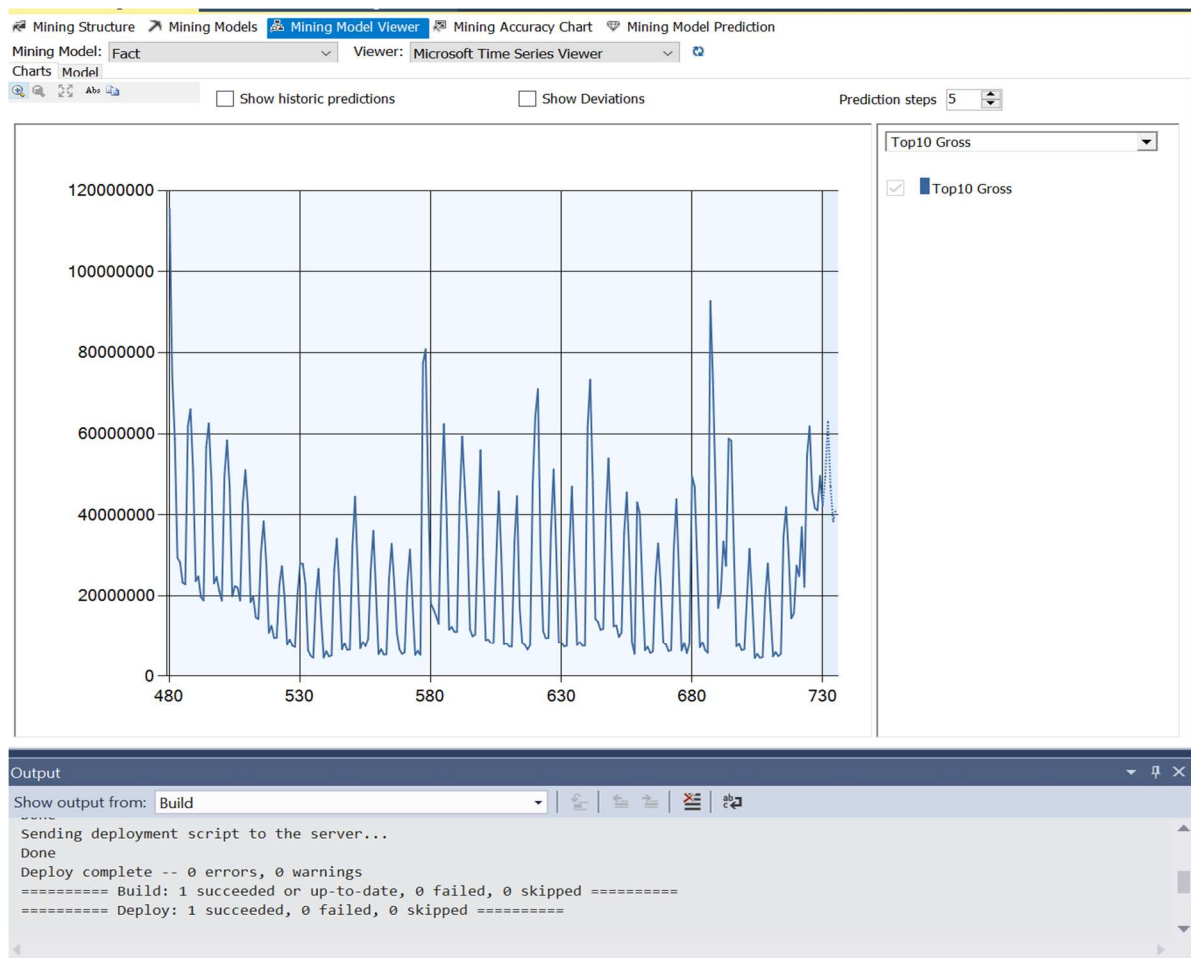 Mining Structure Mining Models Mining Model Viewer Mining Accuracy Chart Mining Model Prediction
Mining Model: Fact Viewer: Microsoft Time Series Viewer
Charts Model
Abs Show historic predictions Show Deviations Prediction steps 5
Top10 Gross
Top10 Gross
120000000
100000000
80000000
60000000
40000000
20000000
0
480 530 580 630 680 730
Output
Show output from: Build
Done
Sending deployment script to the server...
Done
Deploy complete -- 0 errors, 0 warnings
========== Build: 1 succeeded or up-to-date, 0 failed, 0 skipped ==========
========== Deploy: 1 succeeded, 0 failed, 0 skipped ==========